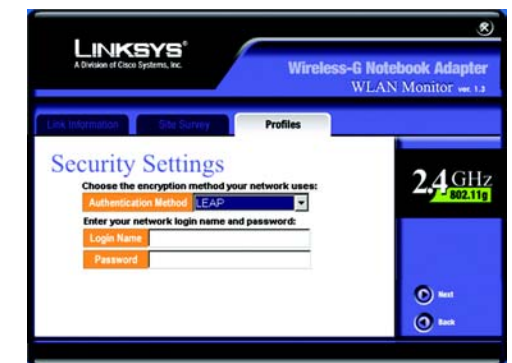 LINKSYS®
A Division of Cisco Systems, Inc.
Wireless-G Notebook Adapter
WLAN Monitor ver. 1.3
Link Information Site Survey Profiles
Security Settings
Choose the encryption method your network uses:
Authentication Method LEAP
Enter your network login name and password:
Login Name
Password
2.4 GHz
802.11g
Next
Back